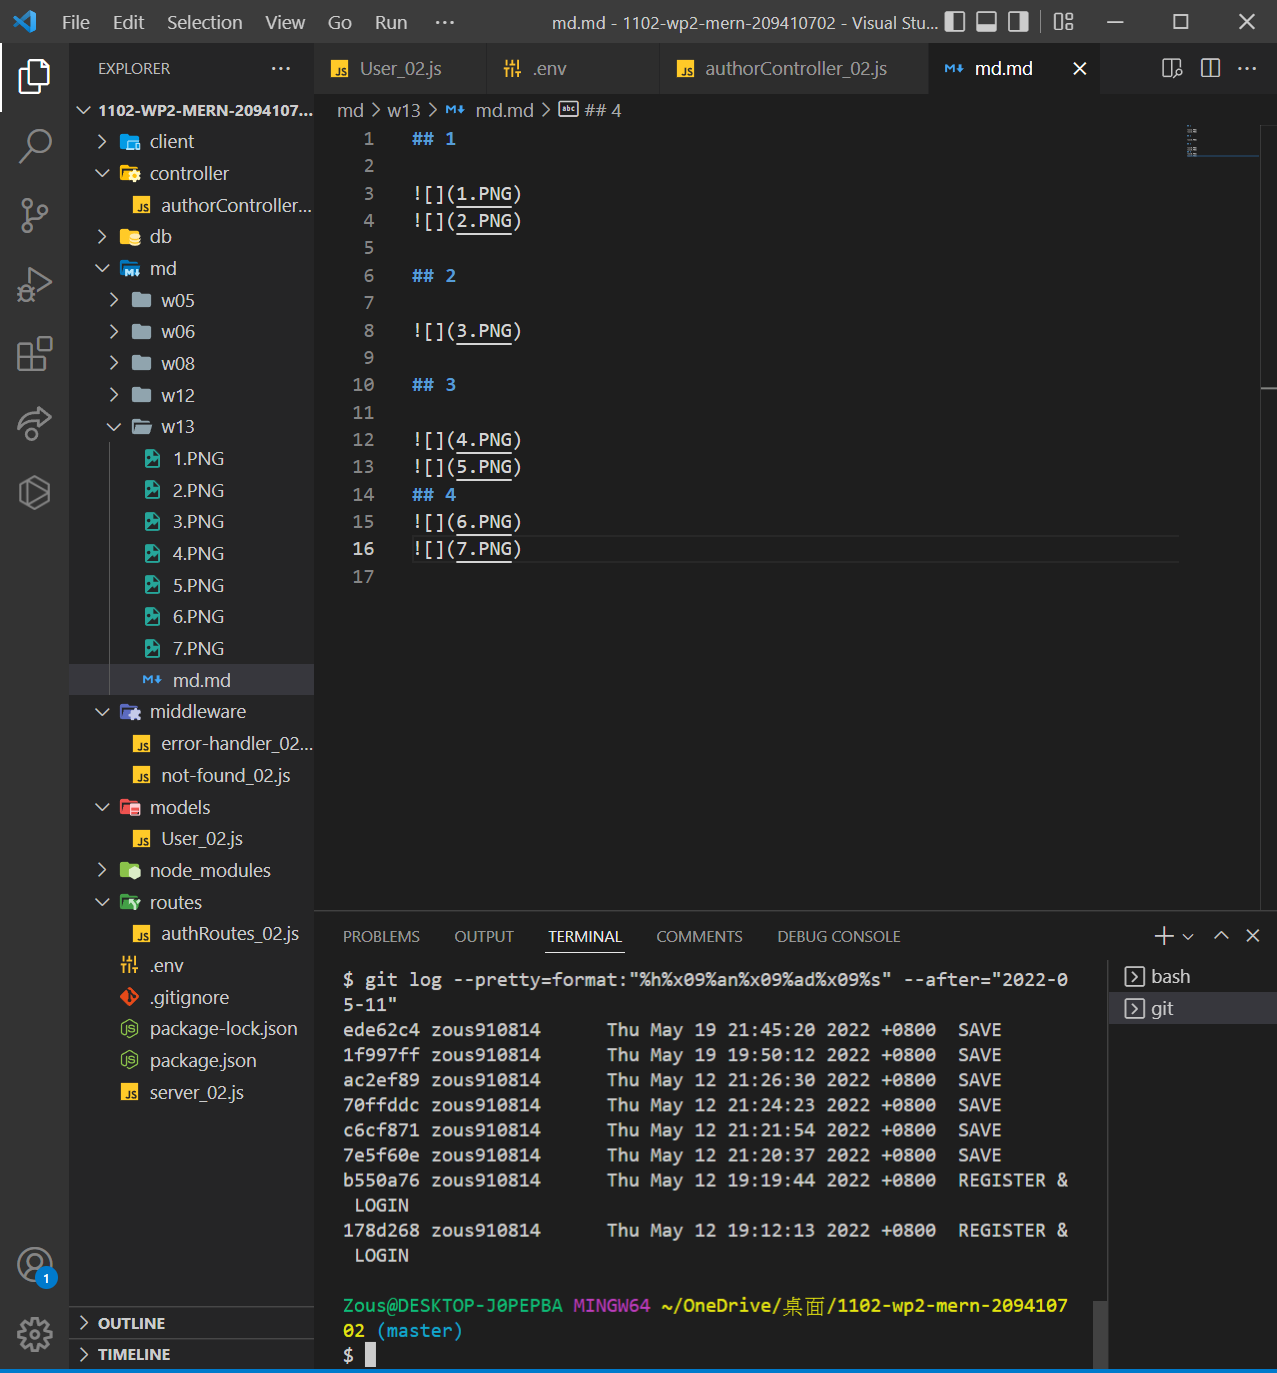 File Edit Selection View Go Run ··· md.md - 1102-wp2-mern-209410702 - Visual Stu...
EXPLORER ···
1102-WP2-MERN-2094107...
client
controller
authorController...
db
md
w05
w06
w08
w12
w13
1.PNG
2.PNG
3.PNG
4.PNG
5.PNG
6.PNG
7.PNG
md.md
middleware
error-handler_02...
not-found_02.js
models
User_02.js
node_modules
routes
authRoutes_02.js
.env
.gitignore
package-lock.json
package.json
server_02.js
OUTLINE
TIMELINE
1
User_02.js .env authorController_02.js md.md
md > w13 > md.md > abc ## 4
1 ## 1
2
3 ![](1.PNG)
4 ![](2.PNG)
5
6 ## 2
7
8 ![](3.PNG)
9
10 ## 3
11
12 ![](4.PNG)
13 ![](5.PNG)
14 ## 4
15 ![](6.PNG)
16 ![](7.PNG)
17
PROBLEMS OUTPUT TERMINAL COMMENTS DEBUG CONSOLE
$ git log --pretty=format:"%h%x09%an%x09%ad%x09%s" --after="2022-0
5-11"
ede62c4 zous910814 Thu May 19 21:45:20 2022 +0800 SAVE
1f997ff zous910814 Thu May 19 19:50:12 2022 +0800 SAVE
ac2ef89 zous910814 Thu May 12 21:26:30 2022 +0800 SAVE
70ffddc zous910814 Thu May 12 21:24:23 2022 +0800 SAVE
c6cf871 zous910814 Thu May 12 21:21:54 2022 +0800 SAVE
7e5f60e zous910814 Thu May 12 21:20:37 2022 +0800 SAVE
b550a76 zous910814 Thu May 12 19:19:44 2022 +0800 REGISTER &
LOGIN
178d268 zous910814 Thu May 12 19:12:13 2022 +0800 REGISTER &
LOGIN
Zous@DESKTOP-J0PEPBA MINGW64 ~/OneDrive/桌面/1102-wp2-mern-2094107
02 (master)
$
bash
git